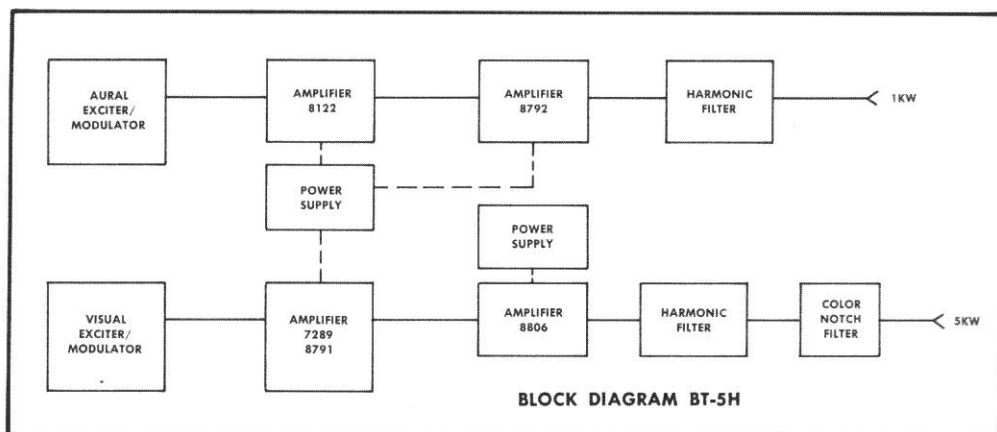 AURAL
EXCITER/
MODULATOR
AMPLIFIER
8122
AMPLIFIER
8792
HARMONIC
FILTER
1KW
POWER
SUPPLY
POWER
SUPPLY
VISUAL
EXCITER/
MODULATOR
AMPLIFIER
7289
8791
AMPLIFIER
8806
HARMONIC
FILTER
COLOR
NOTCH
FILTER
5KW
BLOCK DIAGRAM BT-5H